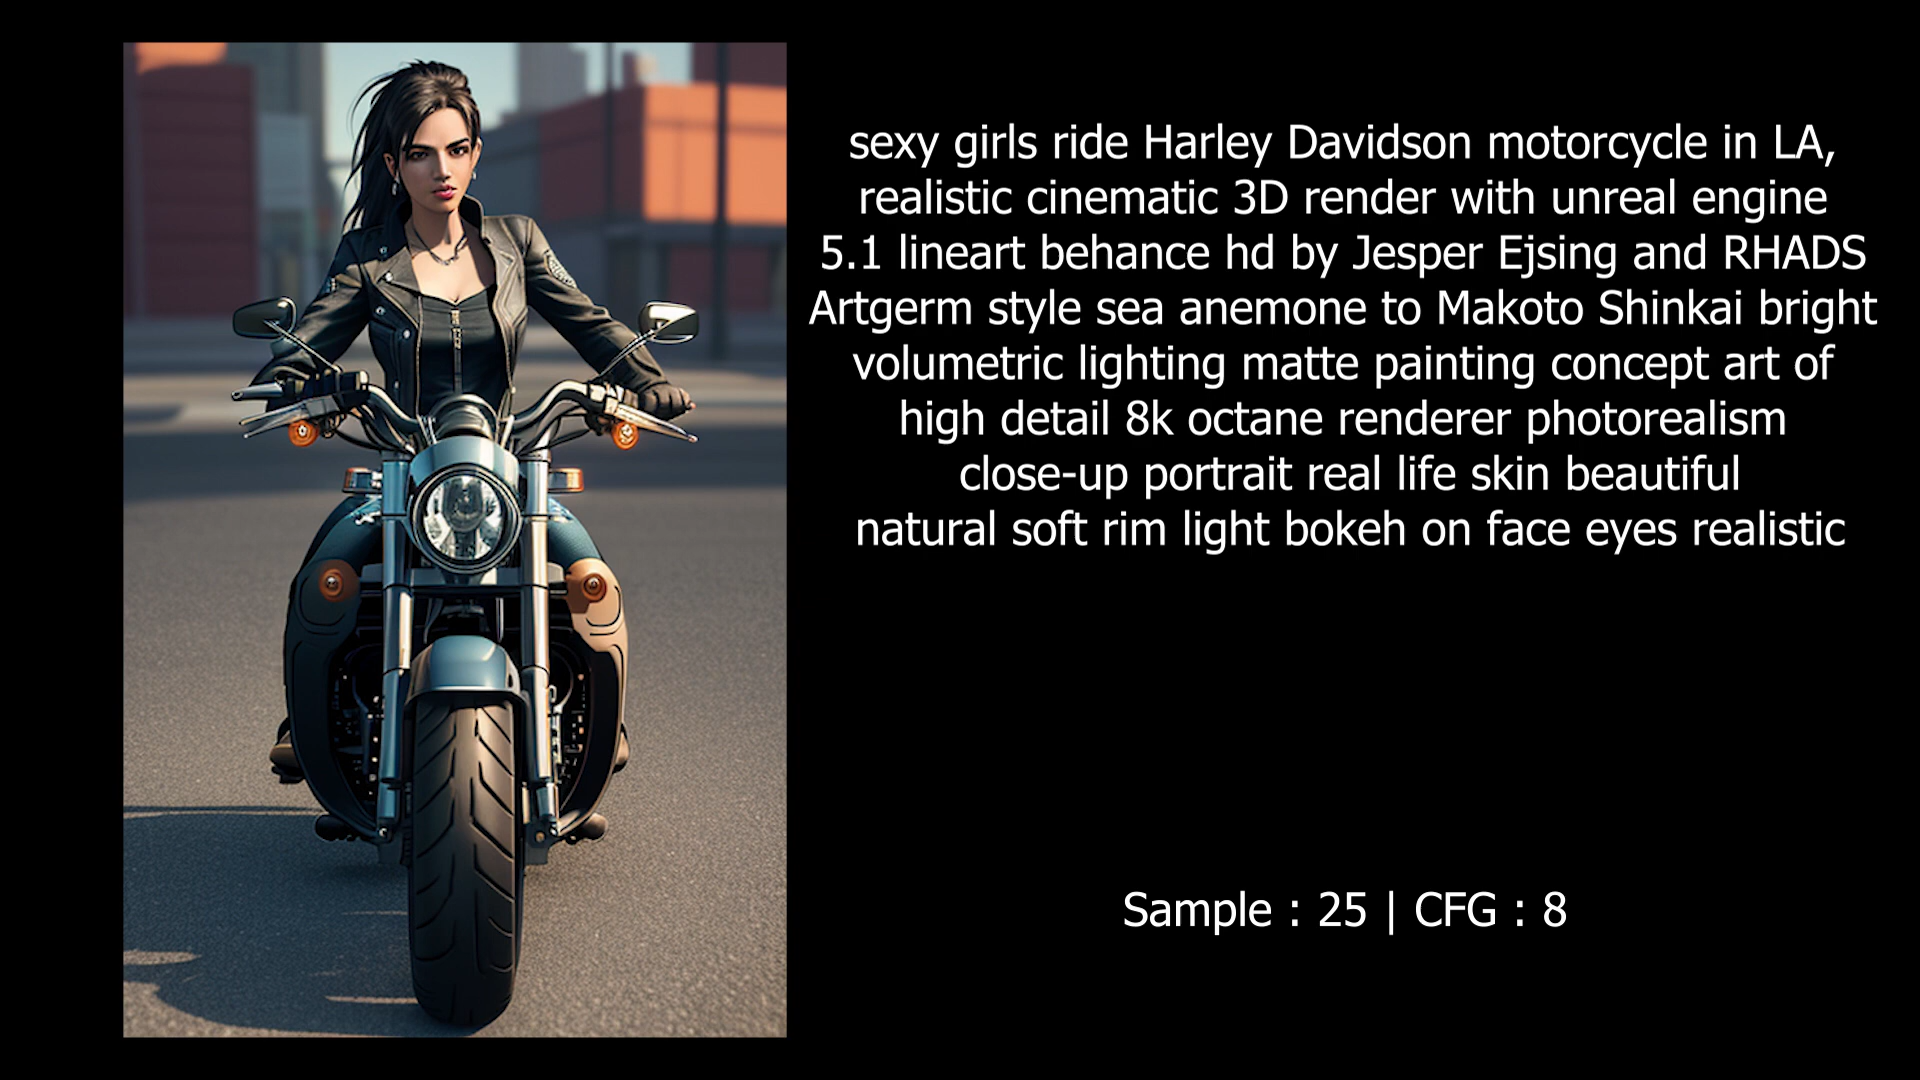 sexy girls ride Harley Davidson motorcycle in LA,
realistic cinematic 3D render with unreal engine
5.1 lineart behance hd by Jesper Ejsing and RHADS
Artgerm style sea anemone to Makoto Shinkai bright
volumetric lighting matte painting concept art of
high detail 8k octane renderer photorealism
close-up portrait real life skin beautiful
natural soft rim light bokeh on face eyes realistic
Sample : 25 | CFG : 8